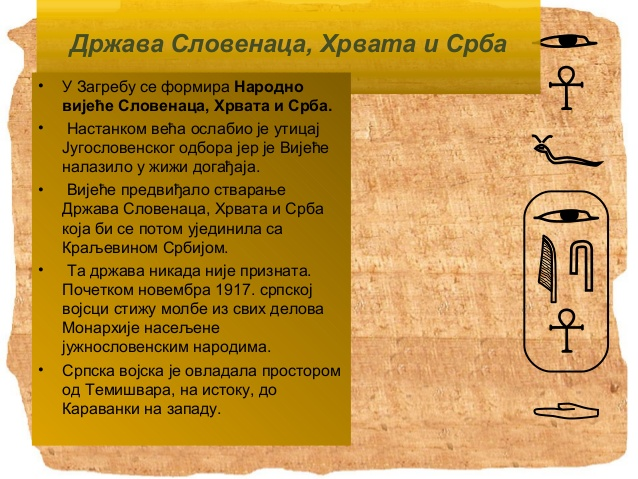 Држава Словенаца, Хрвата и Срба
• У Загребу се формира Народно
вијеће Словенаца, Хрвата и Срба.
• Настанком већа ослабио је утицај
Југословенског одбора јер је Вијеће
налазило у жижи догађаја.
• Вијеће предвиђало стварање
Држава Словенаца, Хрвата и Срба
која би се потом ујединила са
Краљевином Србијом.
• Та држава никада није призната.
Почетком новембра 1917. српској
војсци стижу молбе из свих делова
Монархије насељене
јужнословенским народима.
• Српска војска је овладала простором
од Темишвара, на истоку, до
Караванки на западу.